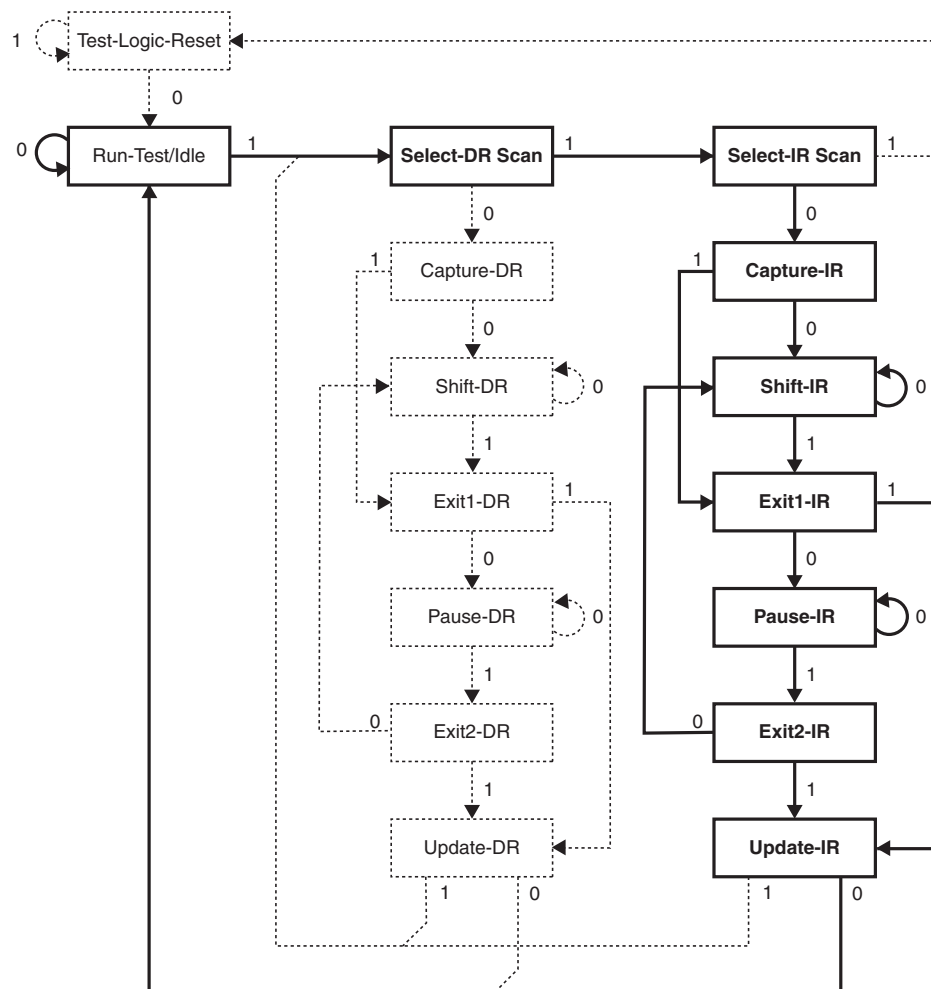 1 Test-Logic-Reset
0
0 Run-Test/Idle 1 Select-DR Scan 1 Select-IR Scan 1
0 0
1 Capture-DR 1 Capture-IR
0 0
Shift-DR 0 Shift-IR 0
1 1
Exit1-DR 1 Exit1-IR 1
0 0
Pause-DR 0 Pause-IR 0
1 1
0 Exit2-DR 0 Exit2-IR
1 1
Update-DR Update-IR
1 0 1 0